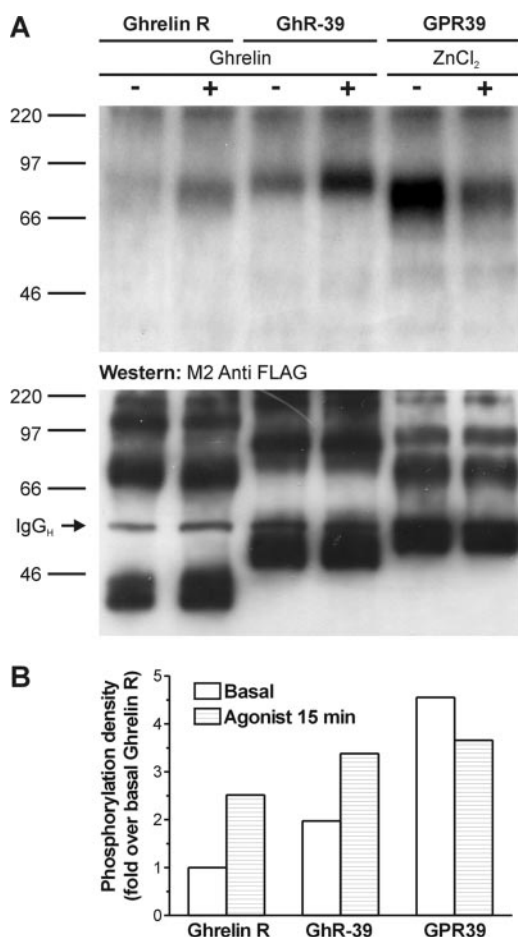 A
Ghrelin R GhR-39 GPR39
Ghrelin ZnCl₂
- + - + - +
220
97
66
46
Western: M2 Anti FLAG
220
97
66
IgG_H
46
B
Phosphorylation density
(fold over basal Ghrelin R)
5
4
3
2
1
0
Basal
Agonist 15 min
Ghrelin R GhR-39 GPR39